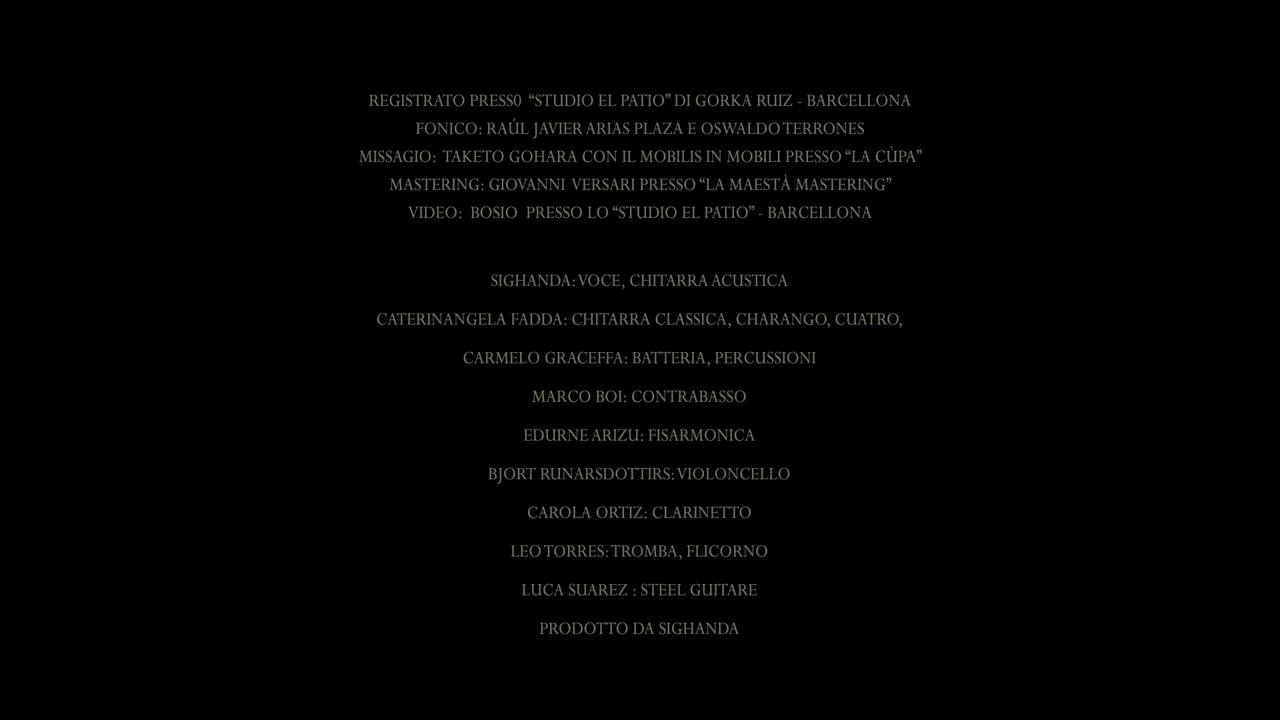 REGISTRATO PRESS0 “STUDIO EL PATIO” DI GORKA RUIZ - BARCELLONA
FONICO: RAÚL JAVIER ARIAS PLAZA E OSWALDO TERRONES
MISSAGIO: TAKETO GOHARA CON IL MOBILIS IN MOBILI PRESSO “LA CÙPA”
MASTERING: GIOVANNI VERSARI PRESSO “LA MAESTÀ MASTERING”
VIDEO: BOSIO PRESSO LO “STUDIO EL PATIO” - BARCELLONA
SIGHANDA: VOCE, CHITARRA ACUSTICA
CATERINANGELA FADDA: CHITARRA CLASSICA, CHARANGO, CUATRO,
CARMELO GRACEFFA: BATTERIA, PERCUSSIONI
MARCO BOI: CONTRABASSO
EDURNE ARIZU: FISARMONICA
BJORT RUNARSDOTTIRS: VIOLONCELLO
CAROLA ORTIZ: CLARINETTO
LEO TORRES: TROMBA, FLICORNO
LUCA SUAREZ : STEEL GUITARE
PRODOTTO DA SIGHANDA